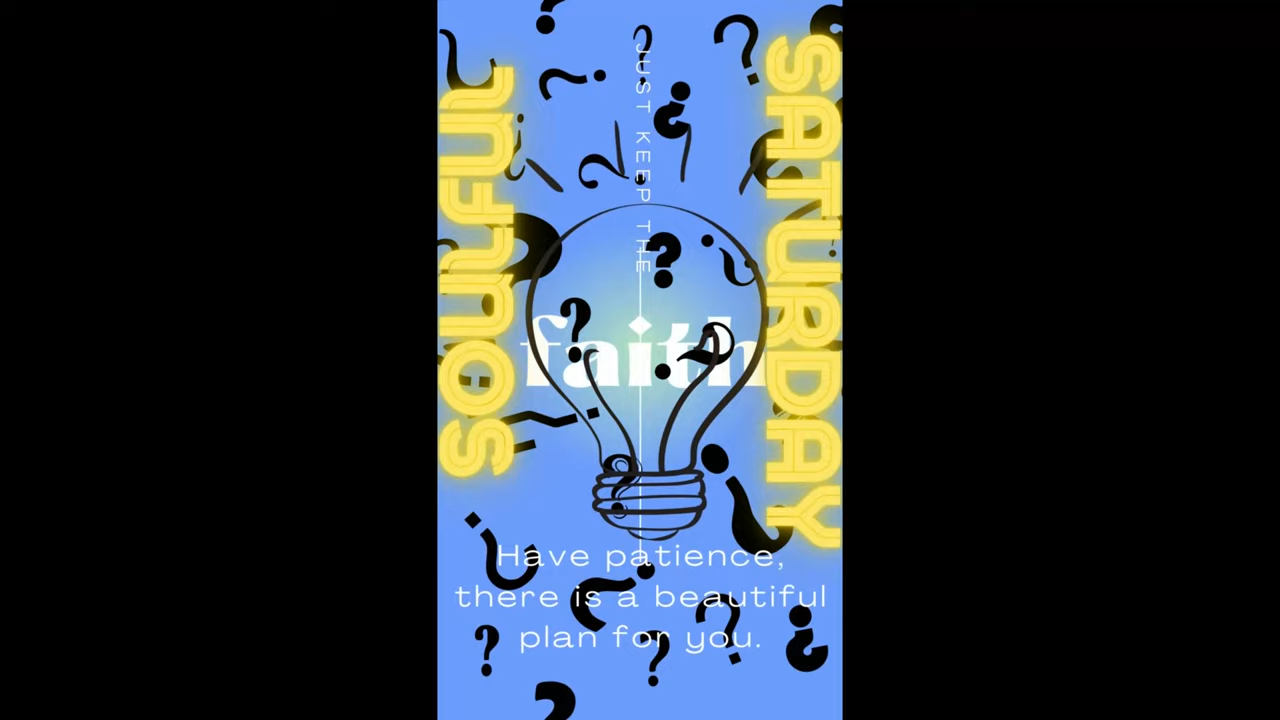 SOULFUL
SATURDAY
JUST KEEP THE
faith
Have patience,
there is a beautiful
plan for you.